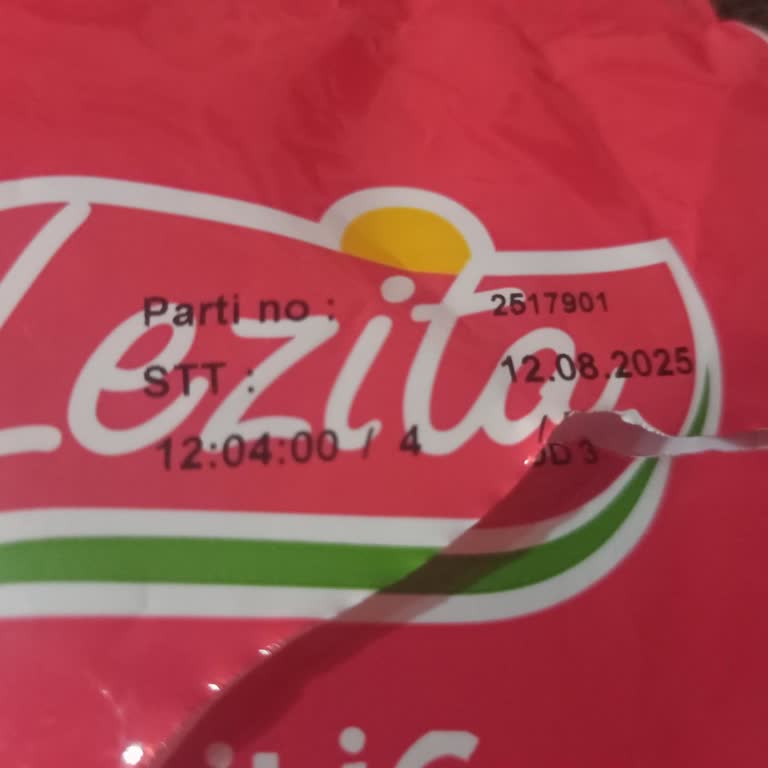 Lezita
Parti no : 2517901
STT : 12.08.2025
12:04:00 / 4 /